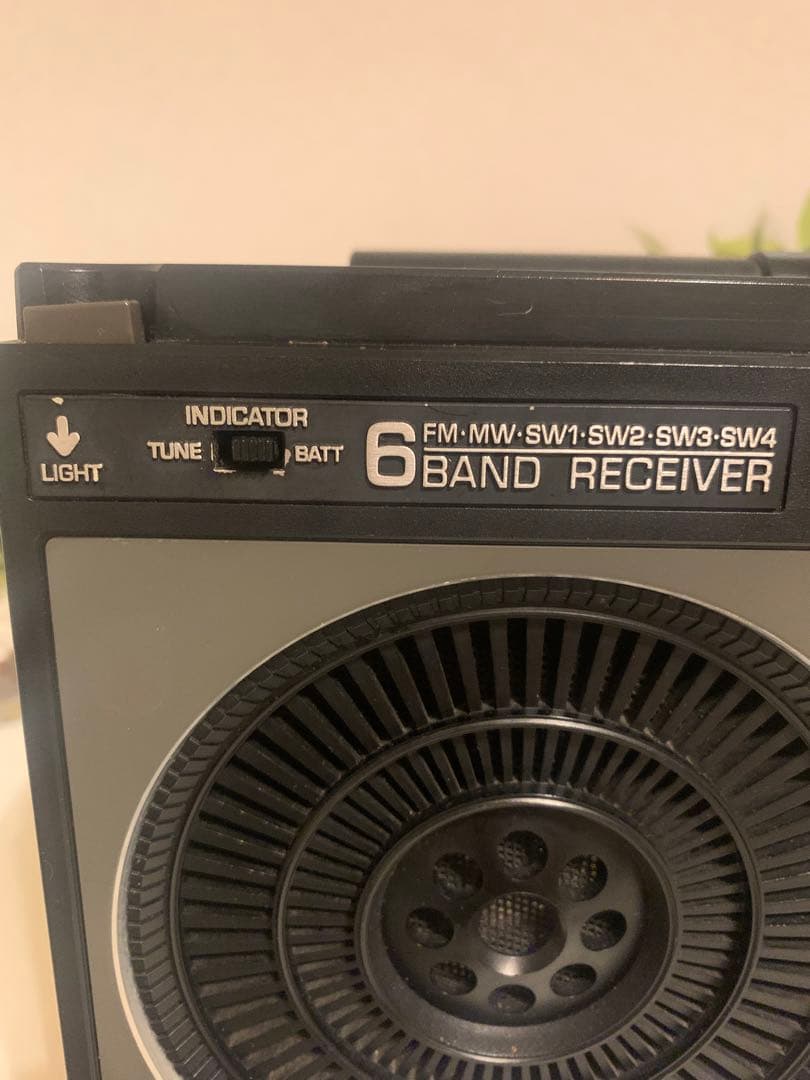 LIGHT
INDICATOR
TUNE BATT
6 FM·MW·SW1·SW2·SW3·SW4
BAND RECEIVER